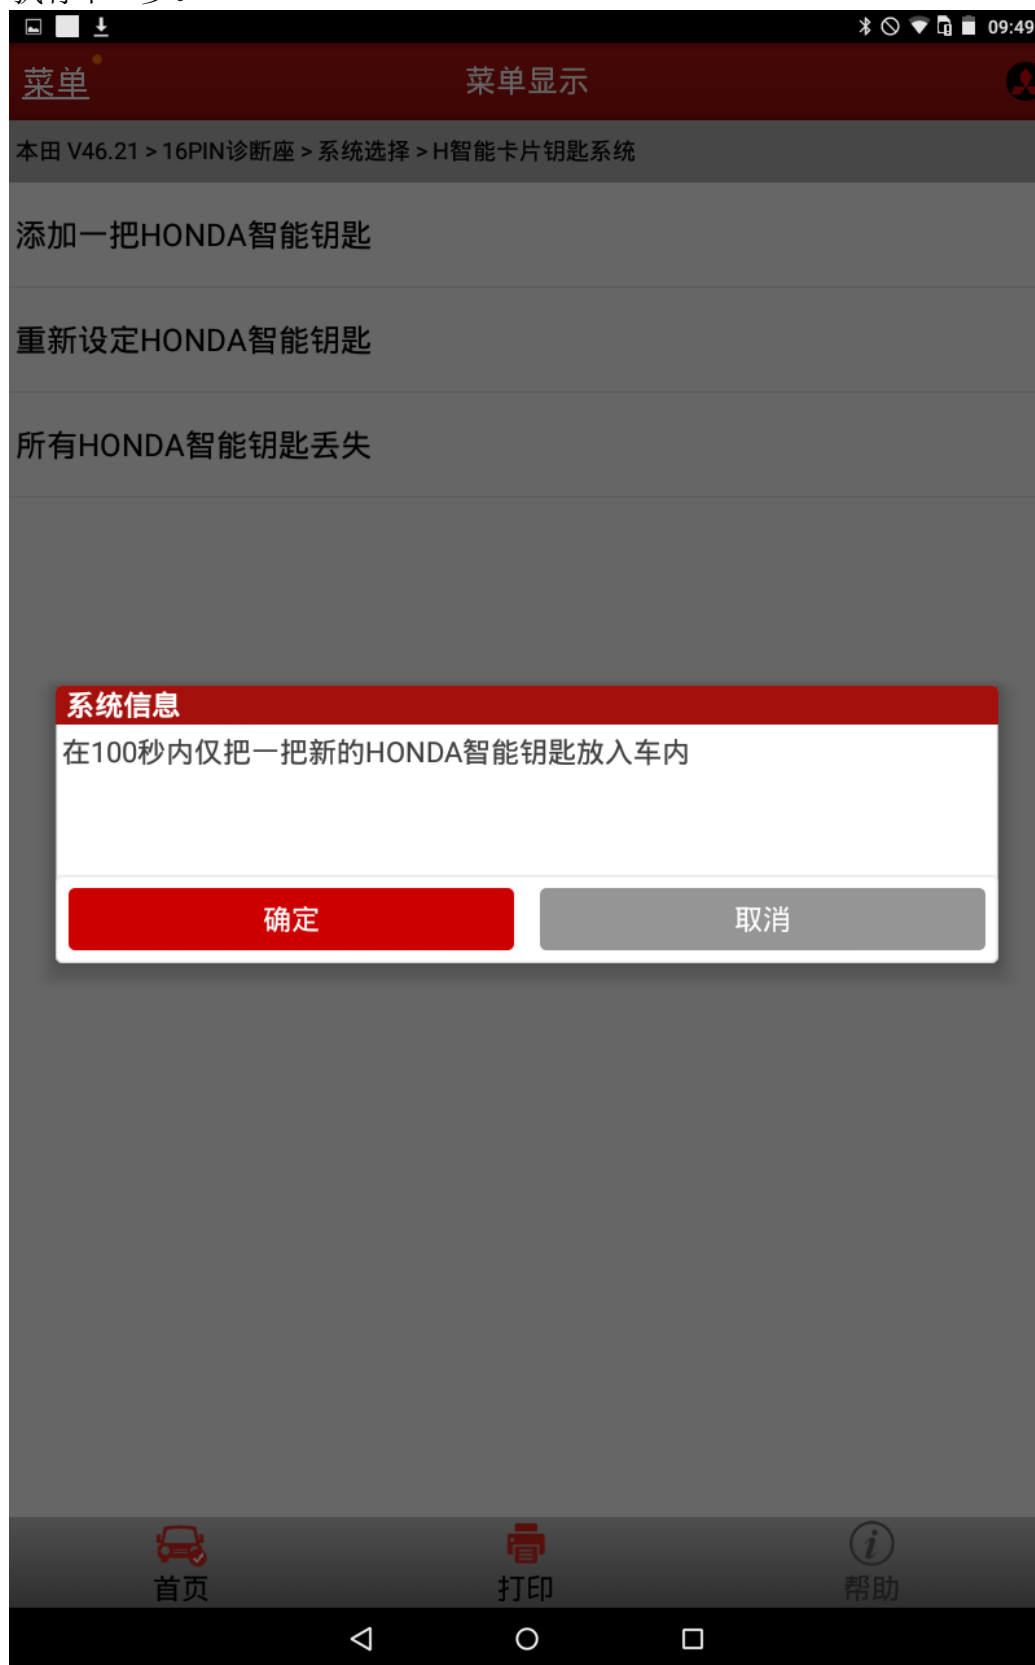 执行下一步。
09:49
菜单
菜单显示
本田 V46.21 > 16PIN诊断座 > 系统选择 > H智能卡片钥匙系统
添加一把HONDA智能钥匙
重新设定HONDA智能钥匙
所有HONDA智能钥匙丢失
系统信息
在100秒内仅把一把新的HONDA智能钥匙放入车内
确定
取消
首页
打印
帮助